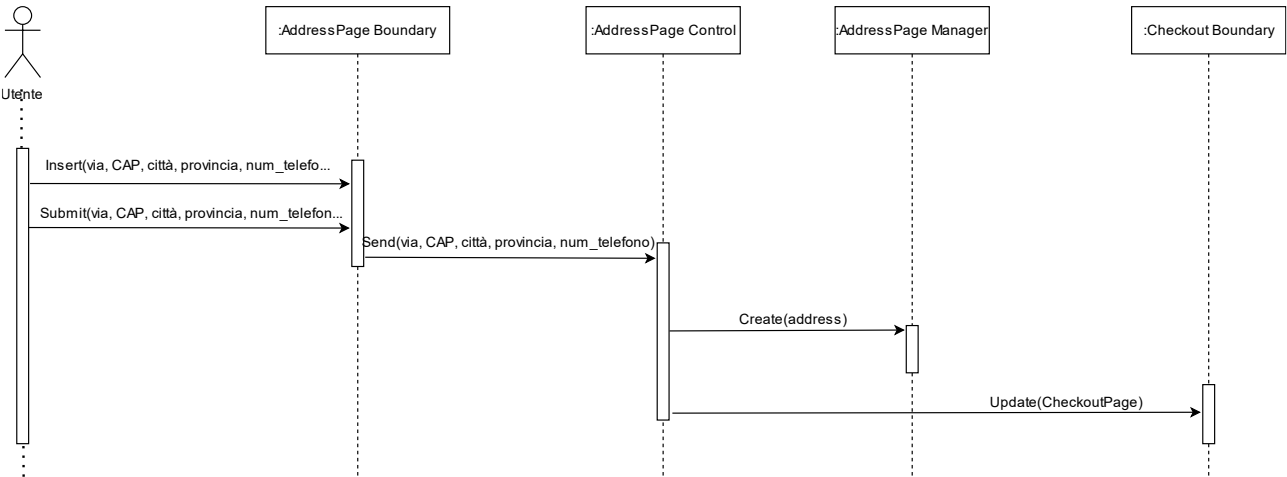 :AddressPage Boundary
:AddressPage Control
:AddressPage Manager
:Checkout Boundary
Utente
Insert(via, CAP, città, provincia, num_telefo...
Submit(via, CAP, città, provincia, num_telefon...
Send(via, CAP, città, provincia, num_telefono)
Create(address)
Update(CheckoutPage)